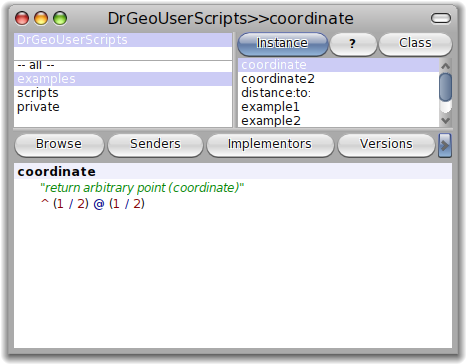 DrGeoUserScripts>>coordinate
DrGeoUserScripts
Instance ? Class
-- all --
examples
scripts
private
coordinate
coordinate2
distance:to:
example1
example2
Browse Senders Implementors Versions
coordinate
"return arbitrary point (coordinate)"
^ (1 / 2) @ (1 / 2)